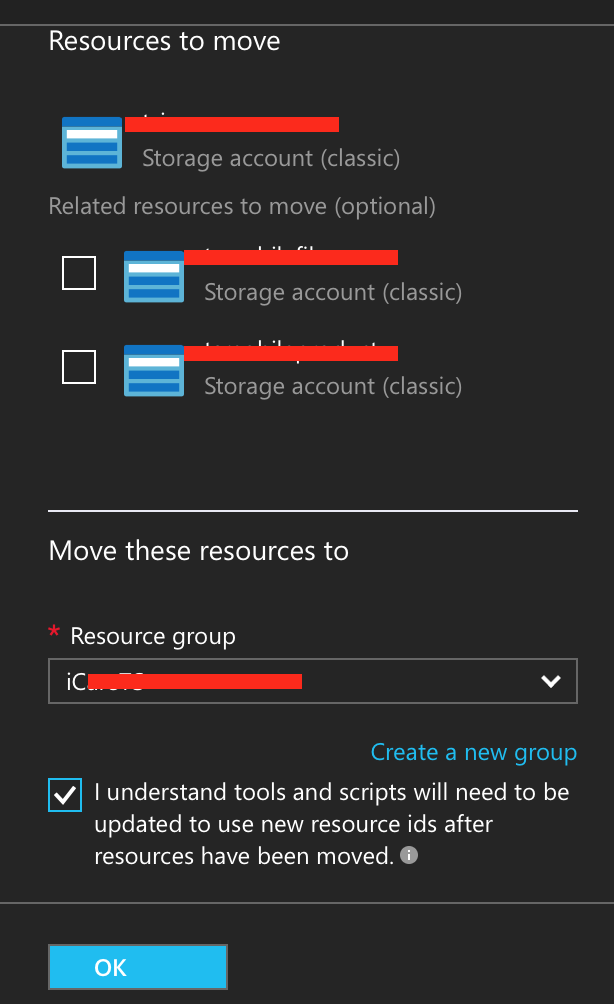 Resources to move
Storage account (classic)
Related resources to move (optional)
Storage account (classic)
Storage account (classic)
Move these resources to
* Resource group
Create a new group
I understand tools and scripts will need to be
updated to use new resource ids after
resources have been moved.
OK